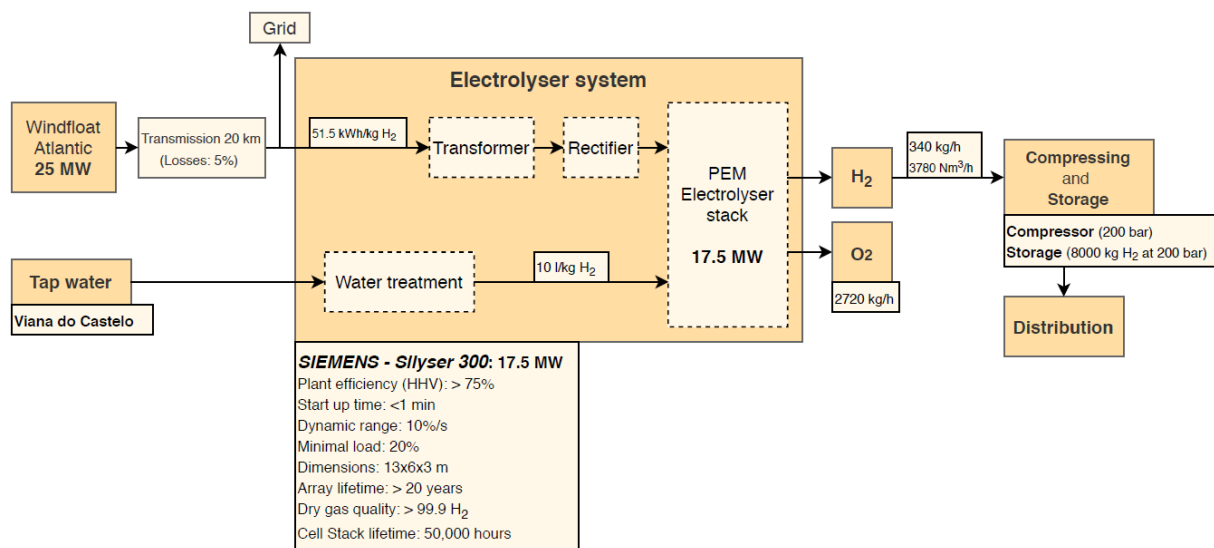 Grid
Electrolyser system
Windfloat
Atlantic
25 MW
Transmission 20 km
(Losses: 5%)
51.5 kWh/kg H2
Transformer
Rectifier
PEM
Electrolyser
stack
17.5 MW
H2
340 kg/h
3780 Nm³/h
Compressing
and
Storage
Compressor (200 bar)
Storage (8000 kg H2 at 200 bar)
Distribution
O2
2720 kg/h
Tap water
Viana do Castelo
Water treatment
10 l/kg H2
SIEMENS - SIlyser 300: 17.5 MW
Plant efficiency (HHV): > 75%
Start up time: <1 min
Dynamic range: 10%/s
Minimal load: 20%
Dimensions: 13x6x3 m
Array lifetime: > 20 years
Dry gas quality: > 99.9 H2
Cell Stack lifetime: 50,000 hours